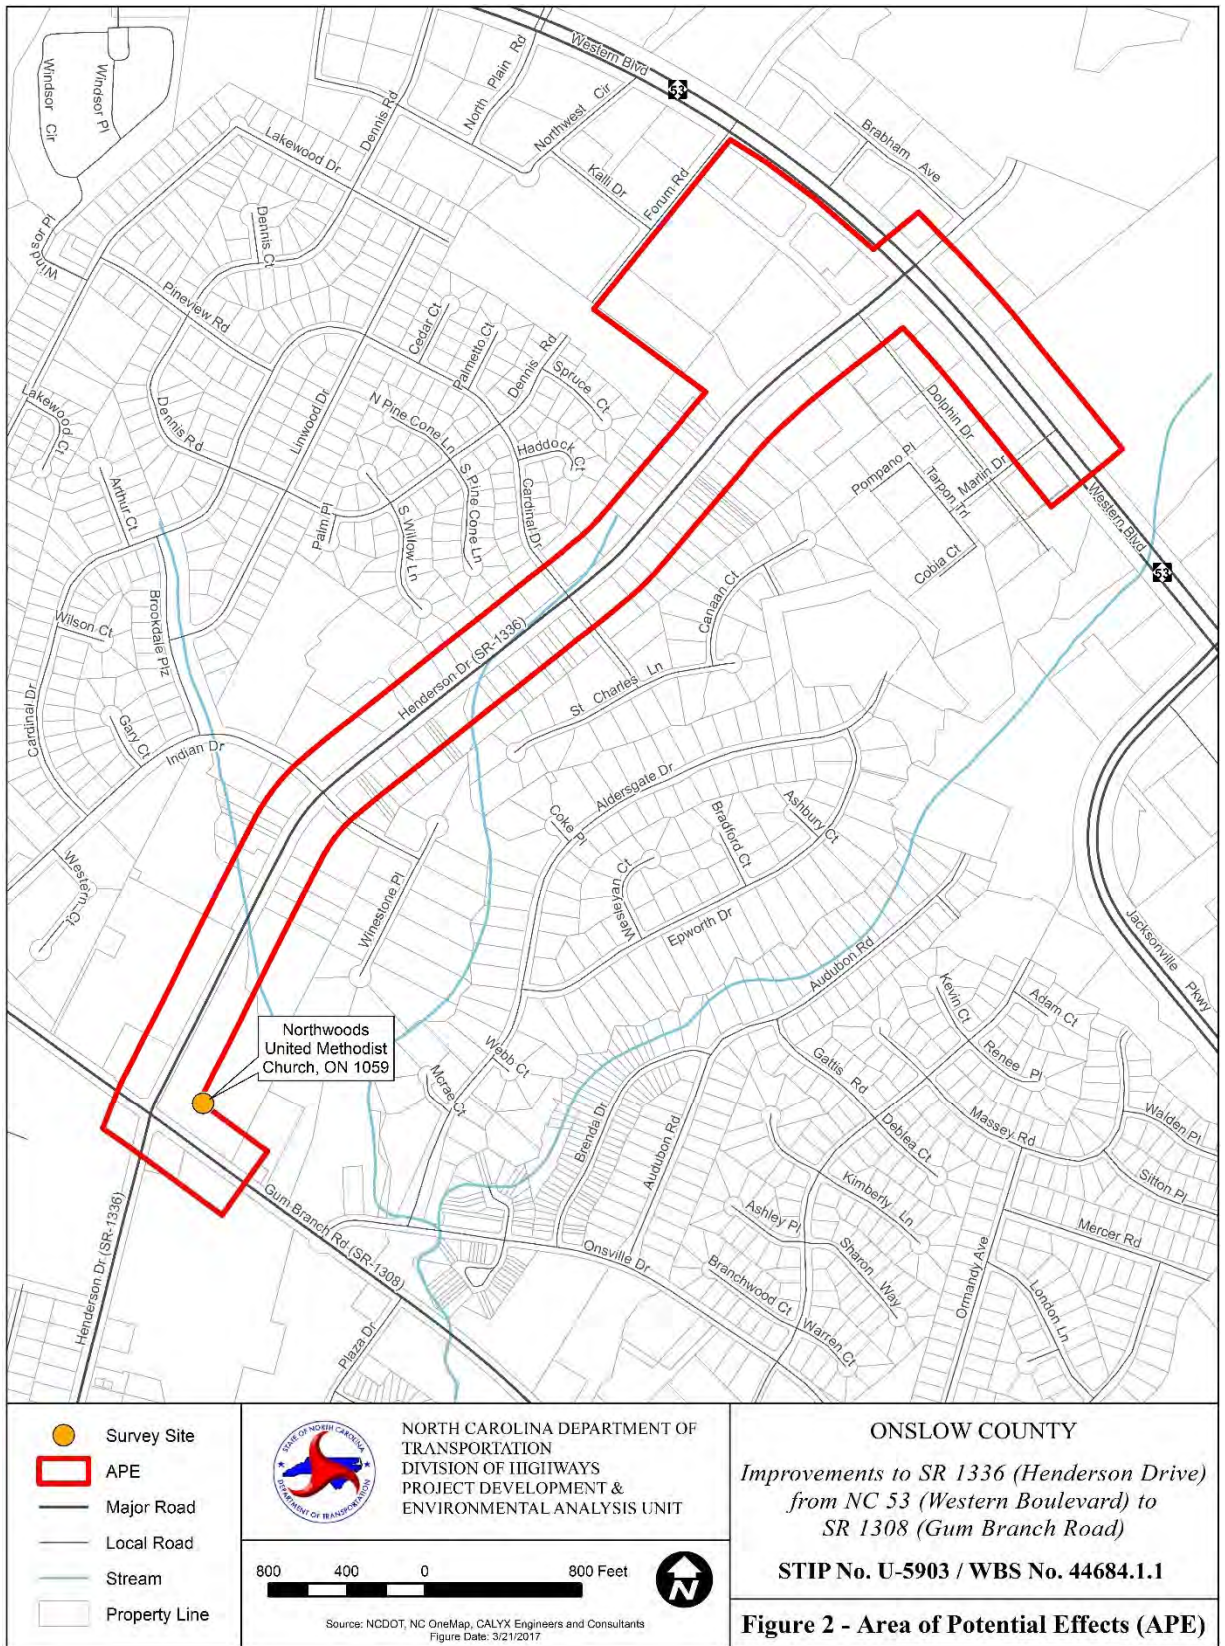 Western Blvd
53
Windsor Cir
Windsor Pl
North Plain Rd
Northwest Cir
Dennis Rd
Lakewood Dr
Kalli Dr
Forum Rd
Brabham Ave
Windsor Pl
Dennis Ct
Pineview Rd
Cedar Ct
Palmetto Ct
Dennis Rd
Spruce Ct
Lakewood Ct
Dennis Rd
Linwood Dr
N Pine Cone Ln
S Pine Cone Ln
Haddock Ct
Cardinal Dr
Dolphin Dr
Pompano Pl
Tarpon Trl
Marlin Dr
Western Blvd
53
Cobia Ct
Arthur Ct
Palm Pl
S Willow Ln
Canaan Ct
Wilson Ct
Brookdale Plz
Henderson Dr (SR-1336)
St Charles Ln
Cardinal Dr
Gary Ct
Indian Dr
Aldersgate Dr
Coke Pl
Bradford Ct
Ashbury Ct
Western Ct
Winestone Pl
Wesleyan Ct
Epworth Dr
Jacksonville Pkwy
Audubon Rd
Kevin Ct
Adam Ct
Renee Pl
Northwoods
United Methodist
Church, ON 1059
Webb Ct
Mcrae Ct
Gattis Rd
Massey Rd
Walden Pl
Brenda Dr
Audubon Rd
Deblea Ct
Sitton Pl
Kimberly Ln
Mercer Rd
Henderson Dr (SR-1336)
Gum Branch Rd (SR-1308)
Onsville Dr
Ashley Pl
Sharon Way
Branchwood Ct
Warren Ct
Ormandy Ave
London Ln
Plaza Dr
Survey Site
APE
Major Road
Local Road
Stream
Property Line
STATE OF NORTH CAROLINA
DEPARTMENT OF TRANSPORTATION
NORTH CAROLINA DEPARTMENT OF
TRANSPORTATION
DIVISION OF HIGHWAYS
PROJECT DEVELOPMENT &
ENVIRONMENTAL ANALYSIS UNIT
800 400 0 800 Feet
N
Source: NCDOT, NC OneMap, CALYX Engineers and Consultants
Figure Date: 3/21/2017
ONSLOW COUNTY
Improvements to SR 1336 (Henderson Drive)
from NC 53 (Western Boulevard) to
SR 1308 (Gum Branch Road)
STIP No. U-5903 / WBS No. 44684.1.1
Figure 2 - Area of Potential Effects (APE)